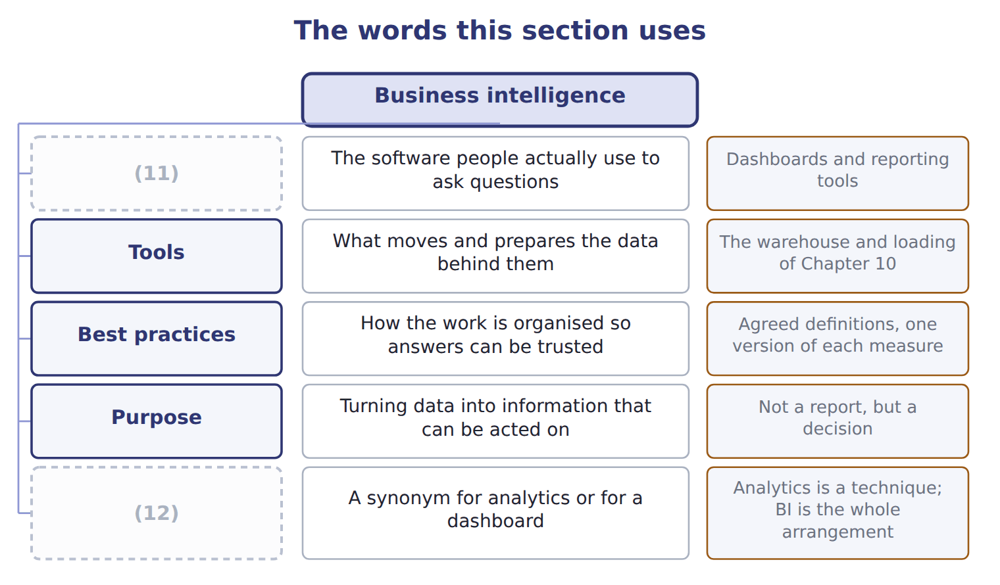 The words this section uses
Business intelligence
(11)
The software people actually use to
ask questions
Dashboards and reporting
tools
Tools
What moves and prepares the data
behind them
The warehouse and loading
of Chapter 10
Best practices
How the work is organised so
answers can be trusted
Agreed definitions, one
version of each measure
Purpose
Turning data into information that
can be acted on
Not a report, but a
decision
(12)
A synonym for analytics or for a
dashboard
Analytics is a technique;
BI is the whole
arrangement